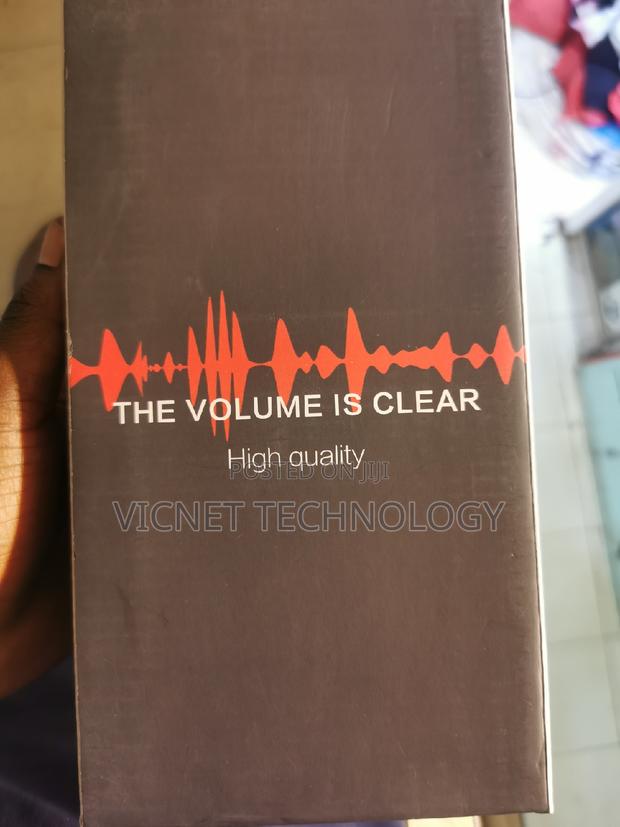 THE VOLUME IS CLEAR
High quality
POSTED ON JIJI
VICNET TECHNOLOGY